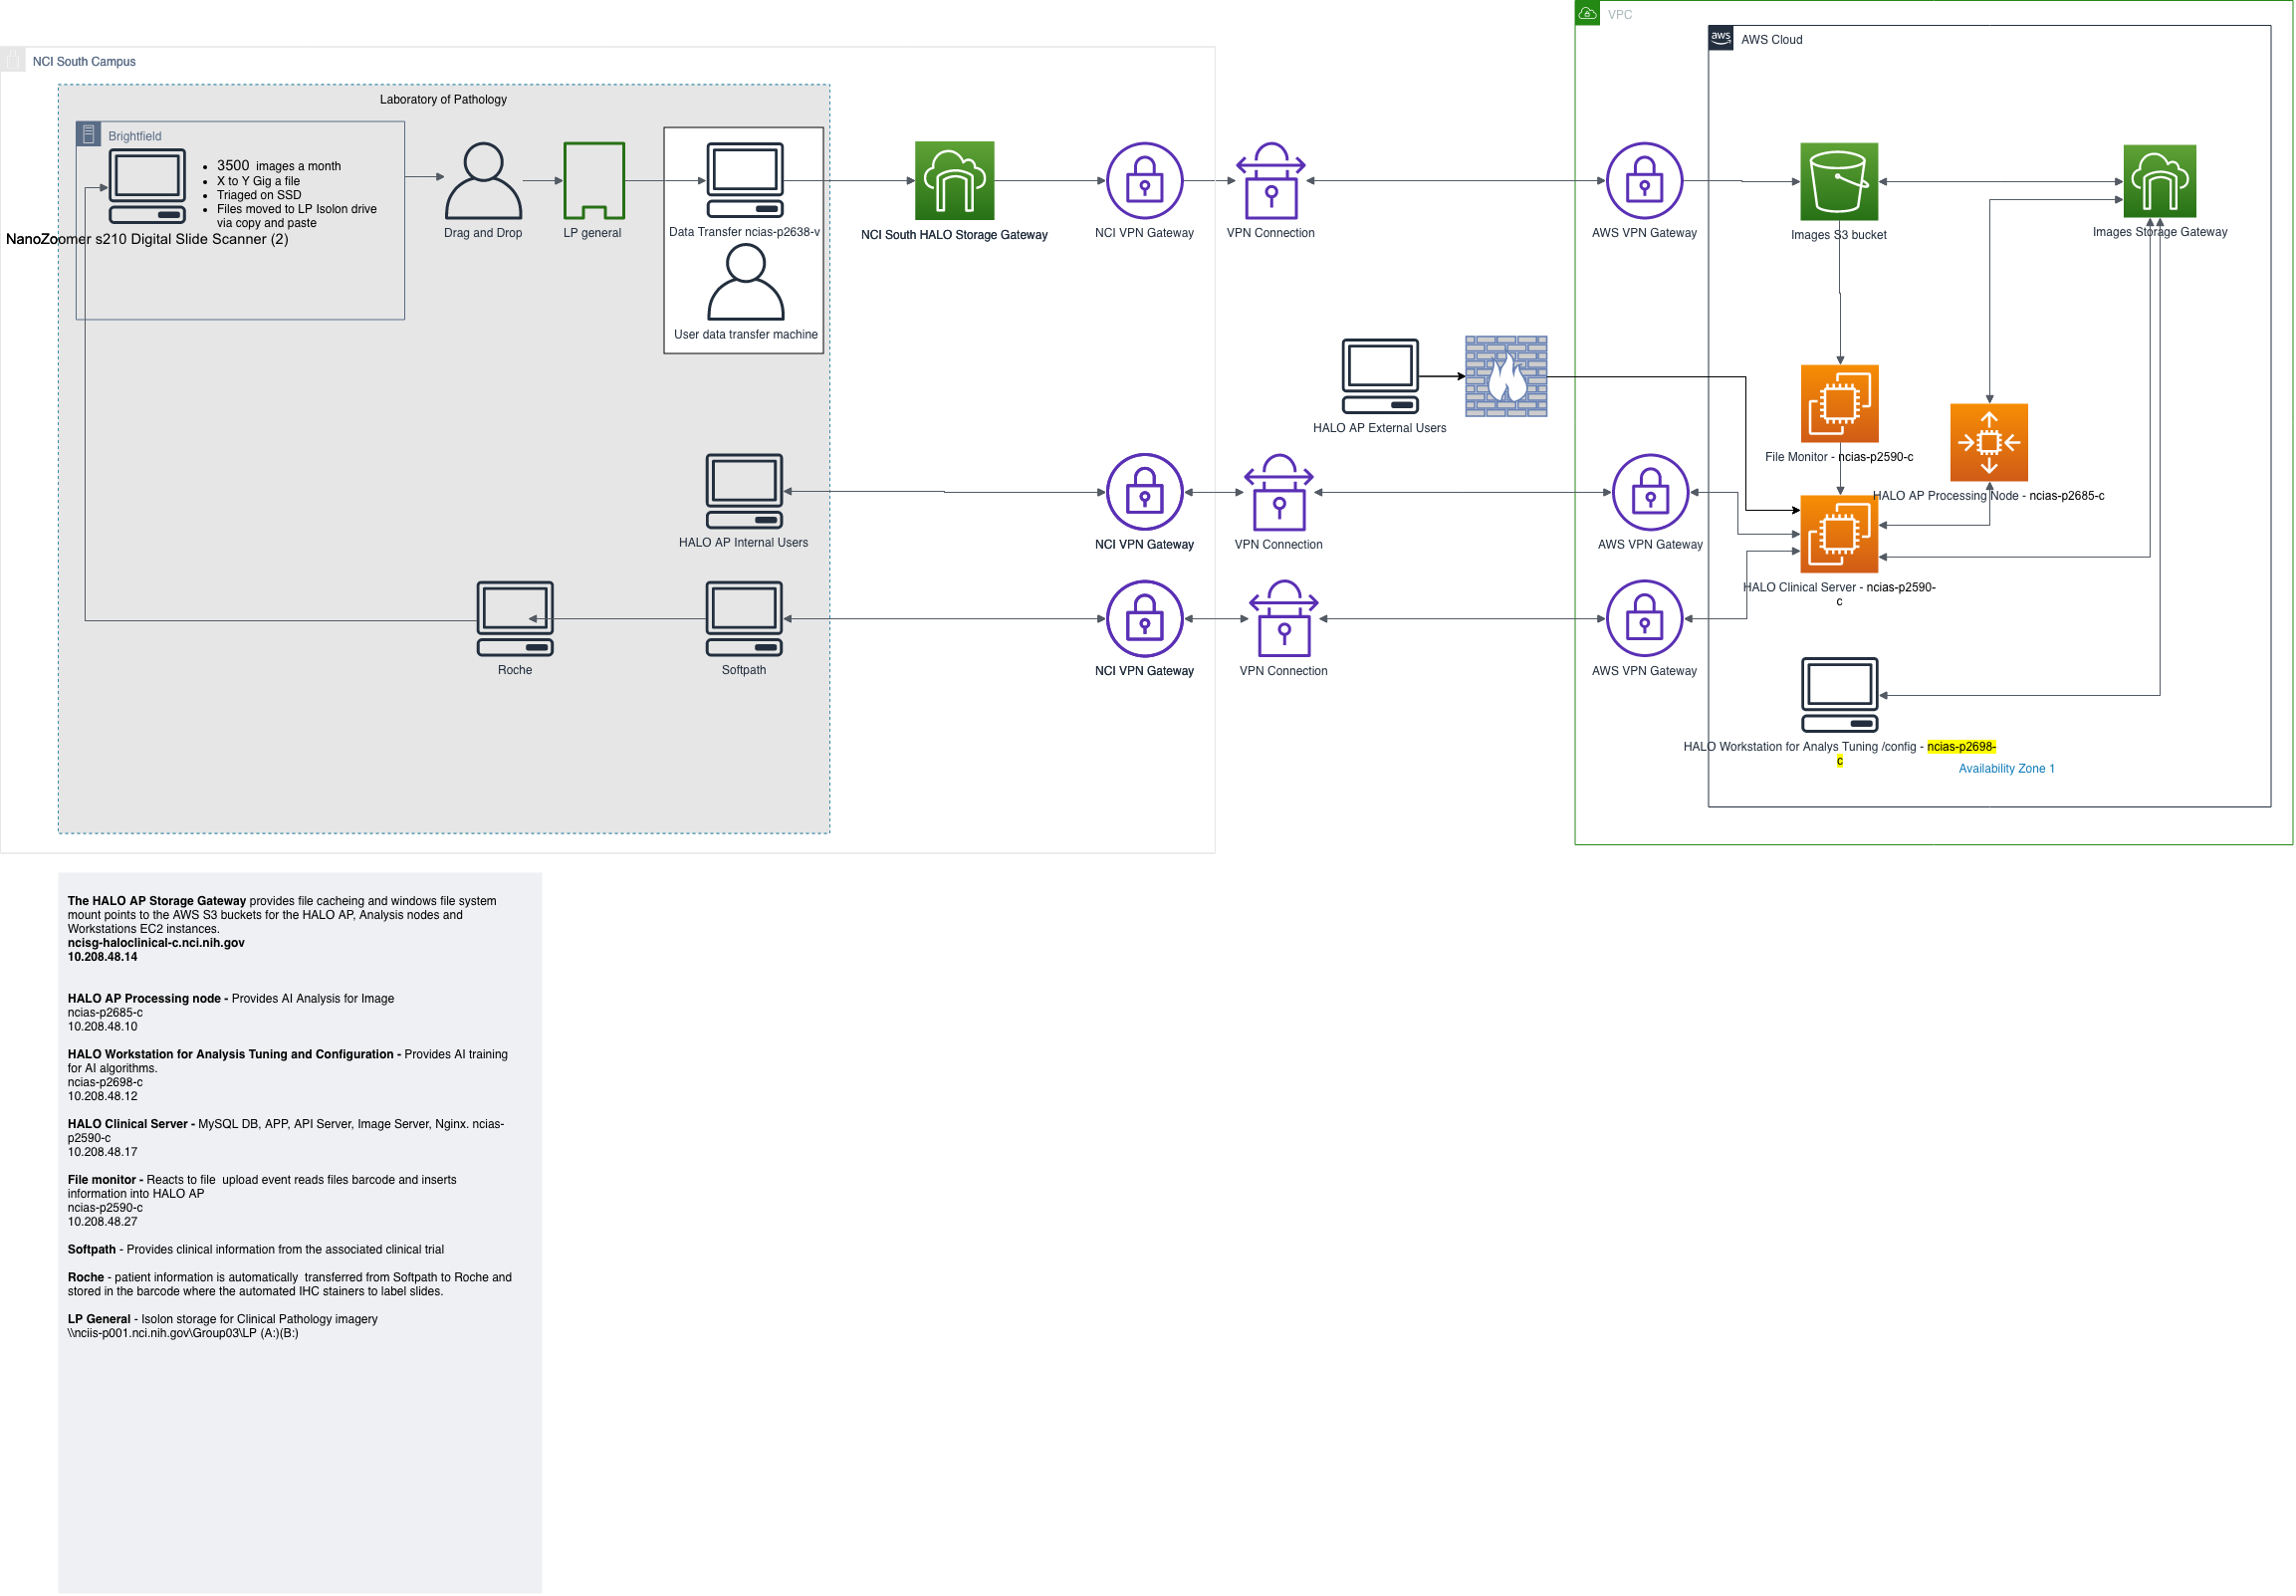 VPC
aws
AWS Cloud
NCI South Campus
Laboratory of Pathology
Brightfield
3500 images a month
X to Y Gig a file
Triaged on SSD
Files moved to LP Isolon drive
via copy and paste
NanoZoomer s210 Digital Slide Scanner (2)
Drag and Drop
LP general
Data Transfer ncias-p2638-v
User data transfer machine
NCI South HALO Storage Gateway
NCI VPN Gateway
VPN Connection
AWS VPN Gateway
Images S3 bucket
Images Storage Gateway
HALO AP External Users
File Monitor - ncias-p2590-c
HALO AP Processing Node - ncias-p2685-c
HALO AP Internal Users
NCI VPN Gateway
VPN Connection
AWS VPN Gateway
HALO Clinical Server - ncias-p2590-
c
Roche
Softpath
NCI VPN Gateway
VPN Connection
AWS VPN Gateway
HALO Workstation for Analys Tuning /config - ncias-p2698-
c
Availability Zone 1
The HALO AP Storage Gateway provides file cacheing and windows file system
mount points to the AWS S3 buckets for the HALO AP, Analysis nodes and
Workstations EC2 instances.
ncisg-haloclinical-c.nci.nih.gov
10.208.48.14
HALO AP Processing node - Provides AI Analysis for Image
ncias-p2685-c
10.208.48.10
HALO Workstation for Analysis Tuning and Configuration - Provides AI training
for AI algorithms.
ncias-p2698-c
10.208.48.12
HALO Clinical Server - MySQL DB, APP, API Server, Image Server, Nginx. ncias-
p2590-c
10.208.48.17
File monitor - Reacts to file  upload event reads files barcode and inserts
information into HALO AP
ncias-p2590-c
10.208.48.27
Softpath - Provides clinical information from the associated clinical trial
Roche - patient information is automatically  transferred from Softpath to Roche and
stored in the barcode where the automated IHC stainers to label slides.
LP General - Isolon storage for Clinical Pathology imagery
\\nciis-p001.nci.nih.gov\Group03\LP (A:)(B:)